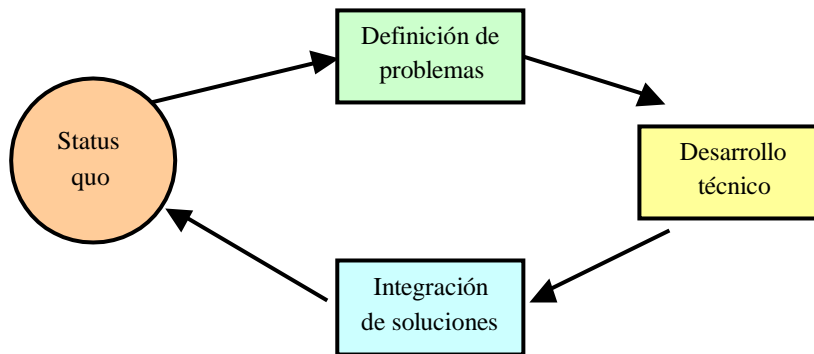 Definición de
problemas
Status
quo
Desarrollo
técnico
Integración
de soluciones